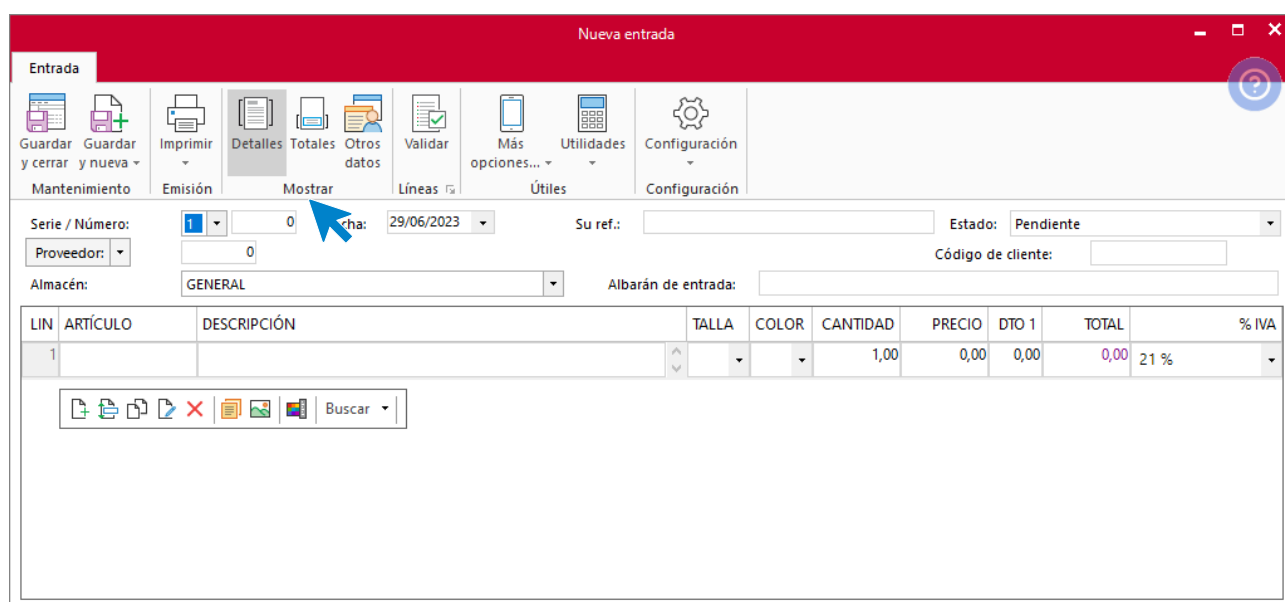 Nueva entrada
Entrada
Guardar y cerrar
Guardar y nueva
Imprimir
Detalles
Totales
Otros datos
Validar
Más opciones...
Utilidades
Configuración
Mantenimiento
Emisión
Mostrar
Líneas
Útiles
Configuración
Serie / Número: 1 0 cha: 29/06/2023 Su ref.: Estado: Pendiente
Proveedor: 0 Código de cliente:
Almacén: GENERAL Albarán de entrada:
LIN ARTÍCULO DESCRIPCIÓN TALLA COLOR CANTIDAD PRECIO DTO 1 TOTAL % IVA
1 1,00 0,00 0,00 0,00 21 %
Buscar